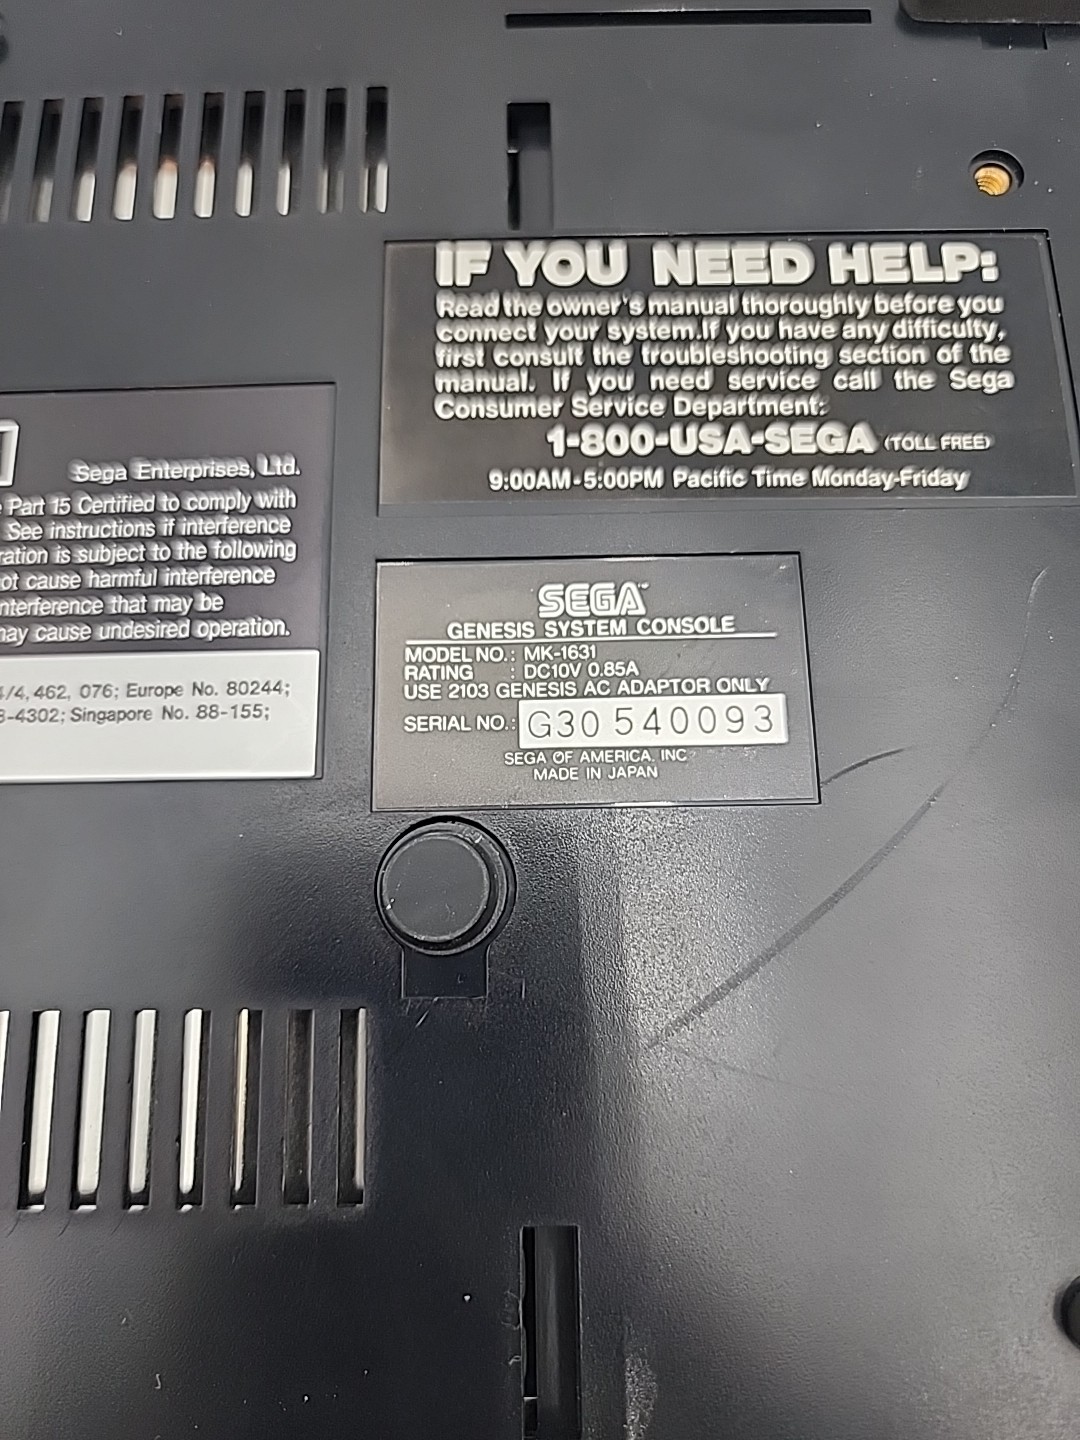 IF YOU NEED HELP:
Read the owner's manual thoroughly before you
connect your system.If you have any difficulty,
first consult the troubleshooting section of the
manual. If you need service call the Sega
Consumer Service Department:
1-800-USA-SEGA (TOLL FREE)
9:00AM-5:00PM Pacific Time Monday-Friday
Sega Enterprises, Ltd.
Part 15 Certified to comply with
See instructions if interference
ration is subject to the following
ot cause harmful interference
nterference that may be
nay cause undesired operation.
/4, 462, 076; Europe No. 80244;
-4302; Singapore No. 88-155;
SEGA™
GENESIS SYSTEM CONSOLE
MODEL NO.: MK-1631
RATING : DC10V 0.85A
USE 2103 GENESIS AC ADAPTOR ONLY
SERIAL NO.: G30 540093
SEGA OF AMERICA, INC
MADE IN JAPAN